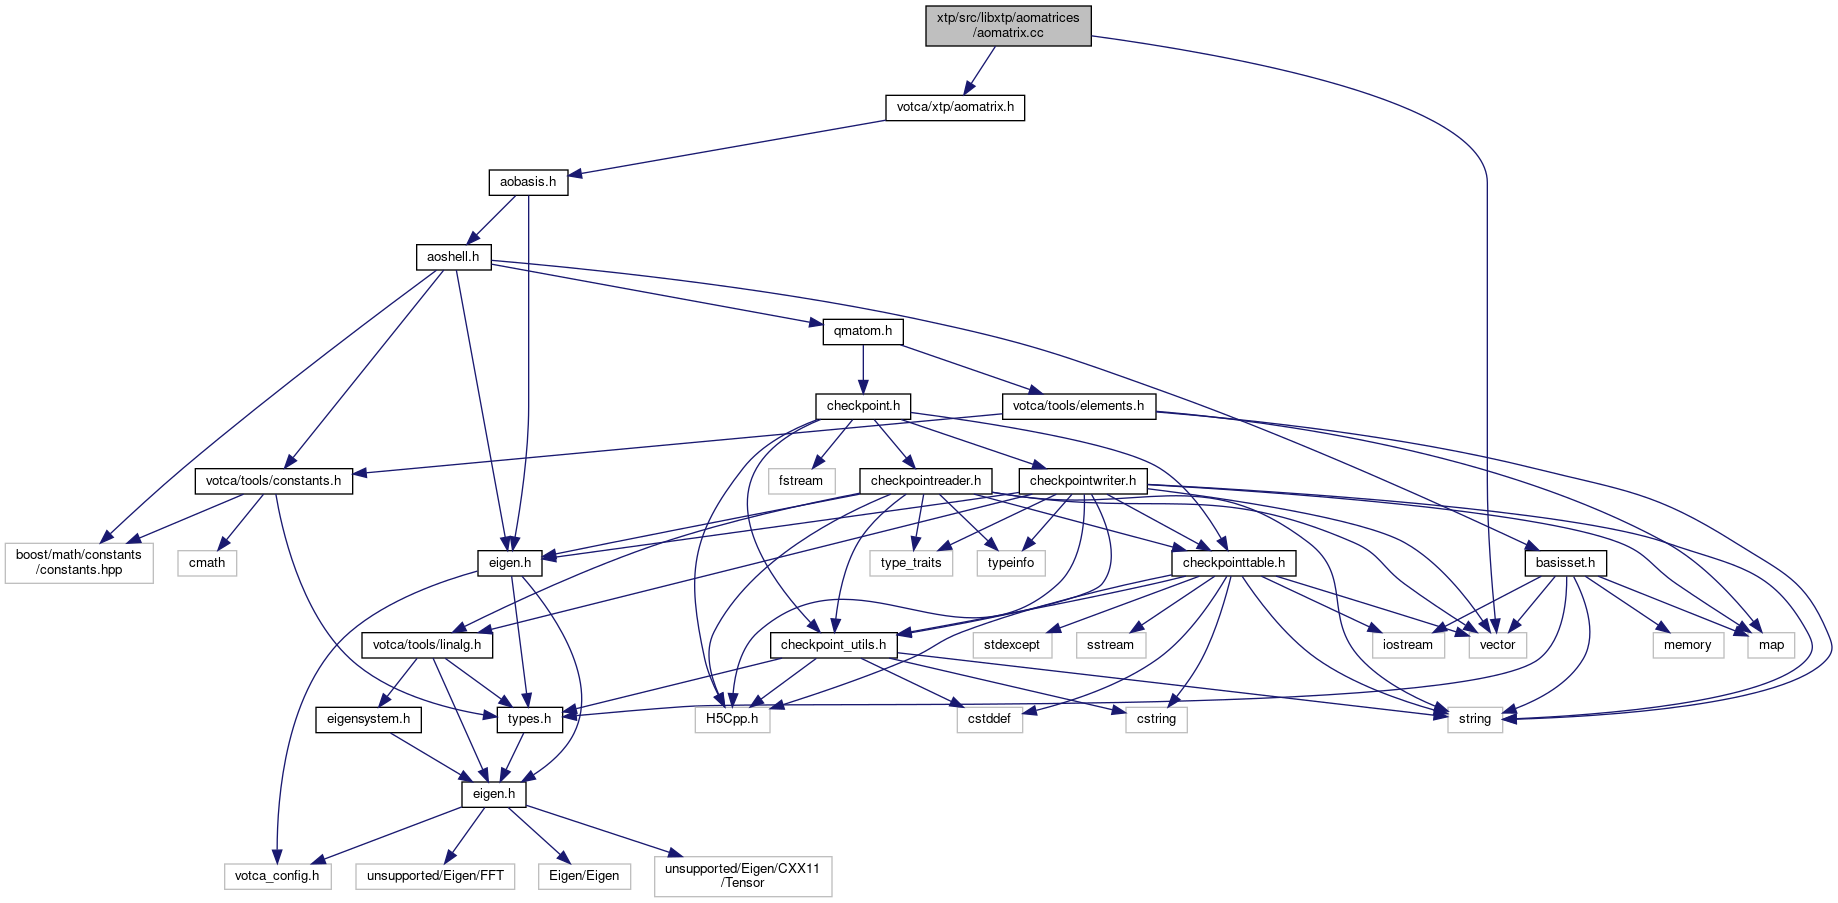 xtp/src/libxtp/aomatrices
/aomatrix.cc
votca/xtp/aomatrix.h
aobasis.h
aoshell.h
qmatom.h
checkpoint.h
votca/tools/elements.h
votca/tools/constants.h
fstream
checkpointreader.h
checkpointwriter.h
boost/math/constants
/constants.hpp
cmath
eigen.h
type_traits
typeinfo
checkpointtable.h
basisset.h
votca/tools/linalg.h
checkpoint_utils.h
stdexcept
sstream
iostream
vector
memory
map
eigensystem.h
types.h
H5Cpp.h
cstddef
cstring
string
eigen.h
votca_config.h
unsupported/Eigen/FFT
Eigen/Eigen
unsupported/Eigen/CXX11
/Tensor